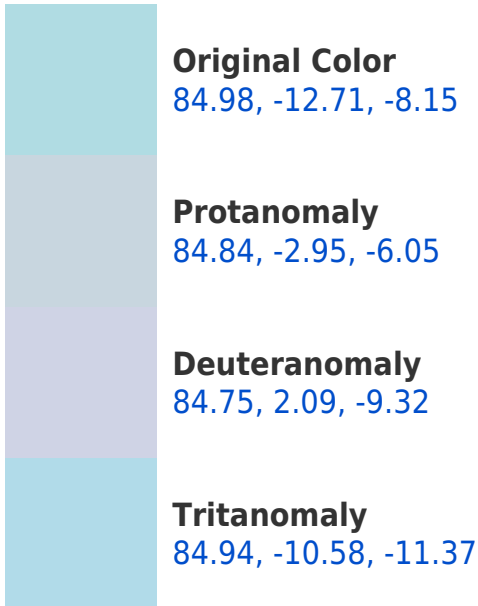 Original Color
84.98, -12.71, -8.15
Protanomaly
84.84, -2.95, -6.05
Deuteranomaly
84.75, 2.09, -9.32
Tritanomaly
84.94, -10.58, -11.37